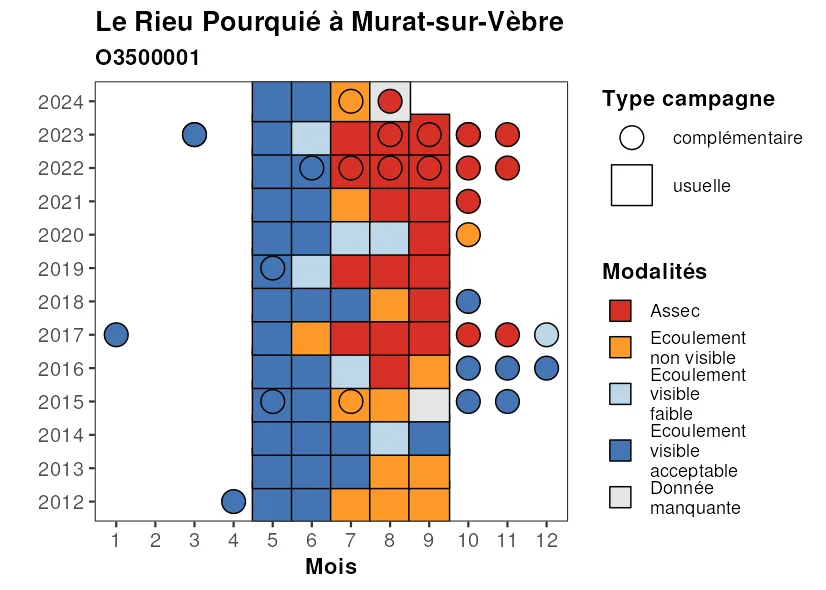 Le Rieu Pourquié à Murat-sur-Vèbre
O3500001
2024
2023
2022
2021
2020
2019
2018
2017
2016
2015
2014
2013
2012
1 2 3 4 5 6 7 8 9 10 11 12
Mois
Type campagne
complémentaire
usuelle
Modalités
Assec
Ecoulement
non visible
Ecoulement
visible
faible
Ecoulement
visible
acceptable
Donnée
manquante